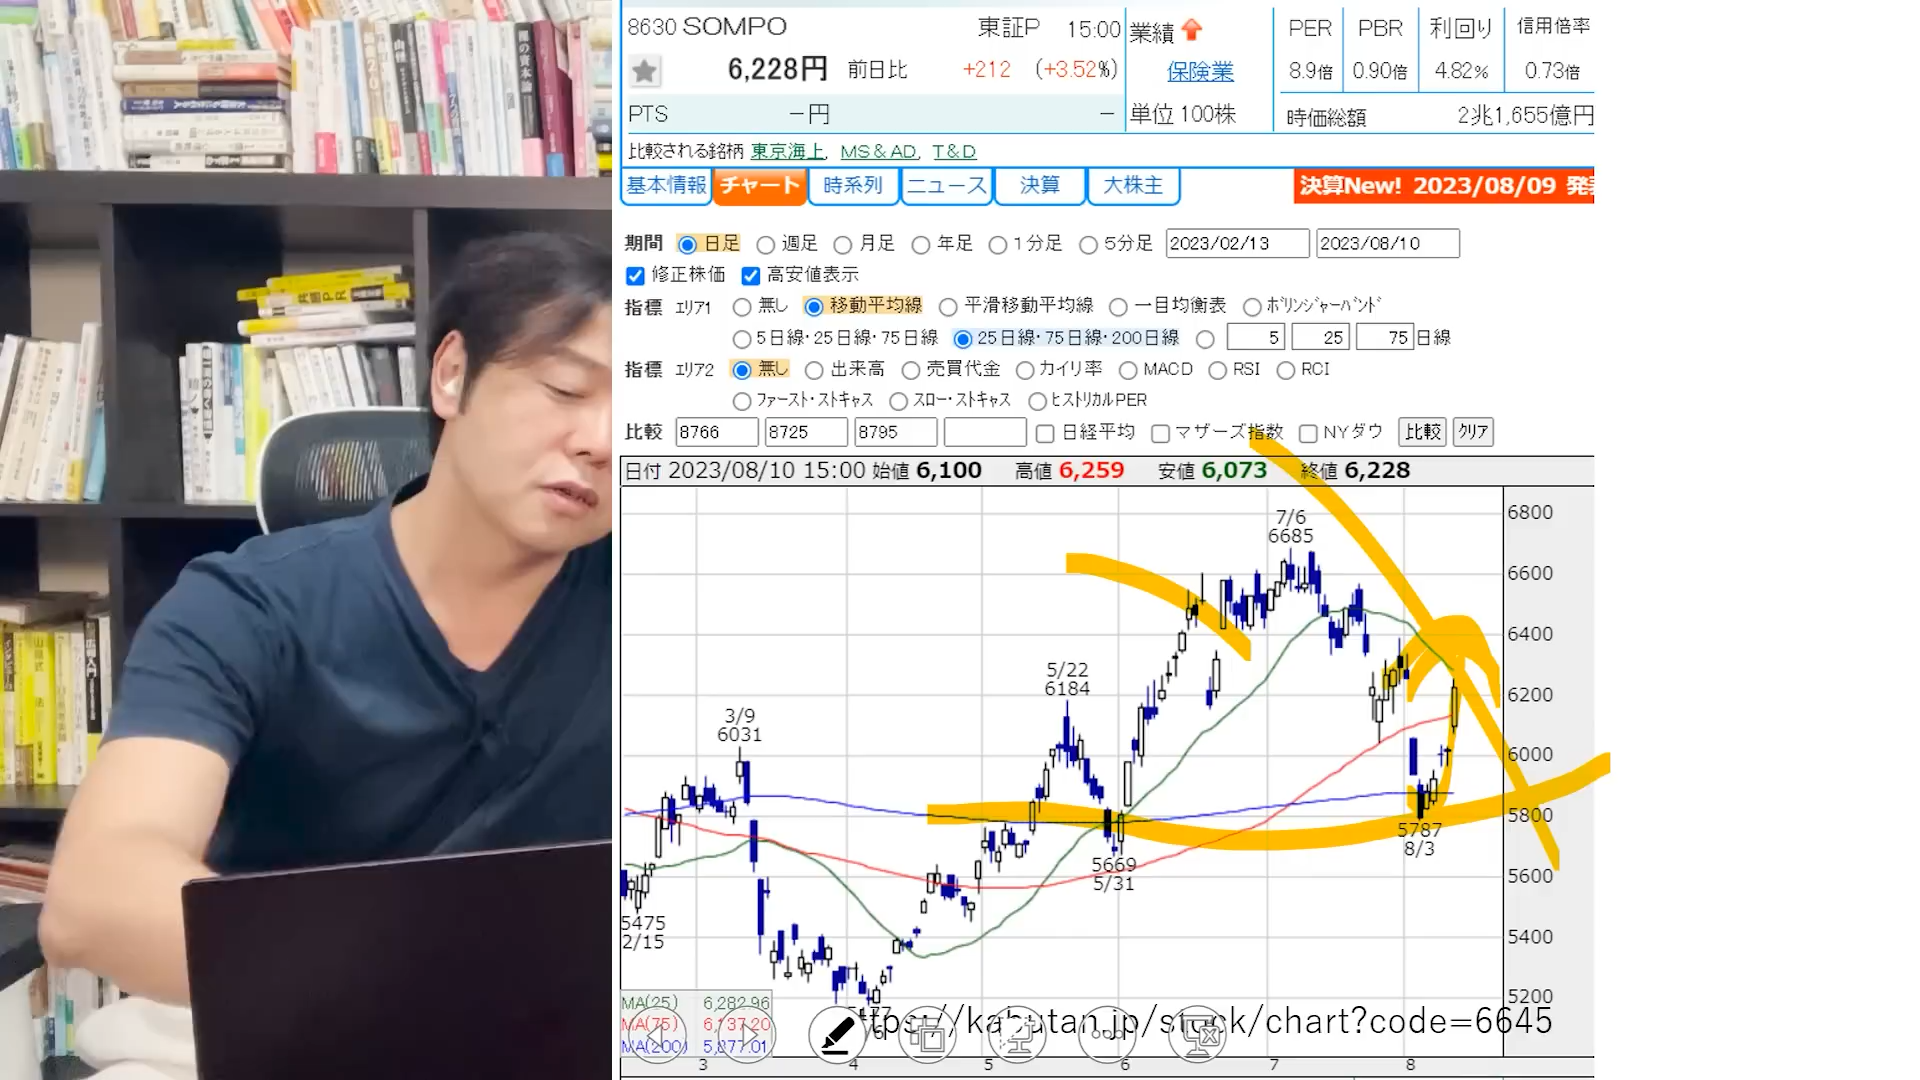 8630 SOMPO 東証P 15:00
6,228円 前日比 +212 (+3.52%)
PTS －円 －
業績
保険業
単位 100株
PER PBR 利回り 信用倍率
8.9倍 0.90倍 4.82% 0.73倍
時価総額 2兆1,655億円
比較される銘柄 東京海上, MS＆AD, T＆D
基本情報 チャート 時系列 ニュース 決算 大株主
決算New! 2023/08/09 発
期間 日足 週足 月足 年足 1分足 5分足 2023/02/13 2023/08/10
修正株価 高安値表示
指標 エリア1 無し 移動平均線 平滑移動平均線 一目均衡表 ボリンジャーバンド
5日線･25日線･75日線 25日線･75日線･200日線 5 25 75 日線
指標 エリア2 無し 出来高 売買代金 カイリ率 MACD RSI RCI
ファースト･ストキャス スロー･ストキャス ヒストリカルPER
比較 8766 8725 8795 日経平均 マザーズ指数 NYダウ 比較 クリア
日付 2023/08/10 15:00 始値 6,100 高値 6,259 安値 6,073 終値 6,228
6800
7/6
6685
6600
6400
5/22
6184
6200
3/9
6031
6000
5800
5787
8/3
5669
5/31
5600
5475
2/15
5400
5200
MA(25) 6,282.96
MA(75) 6,137.20
MA(200) 5,877.01
ttps://kabutan.jp/stock/chart?code=6645
3 4 5 6 7 8